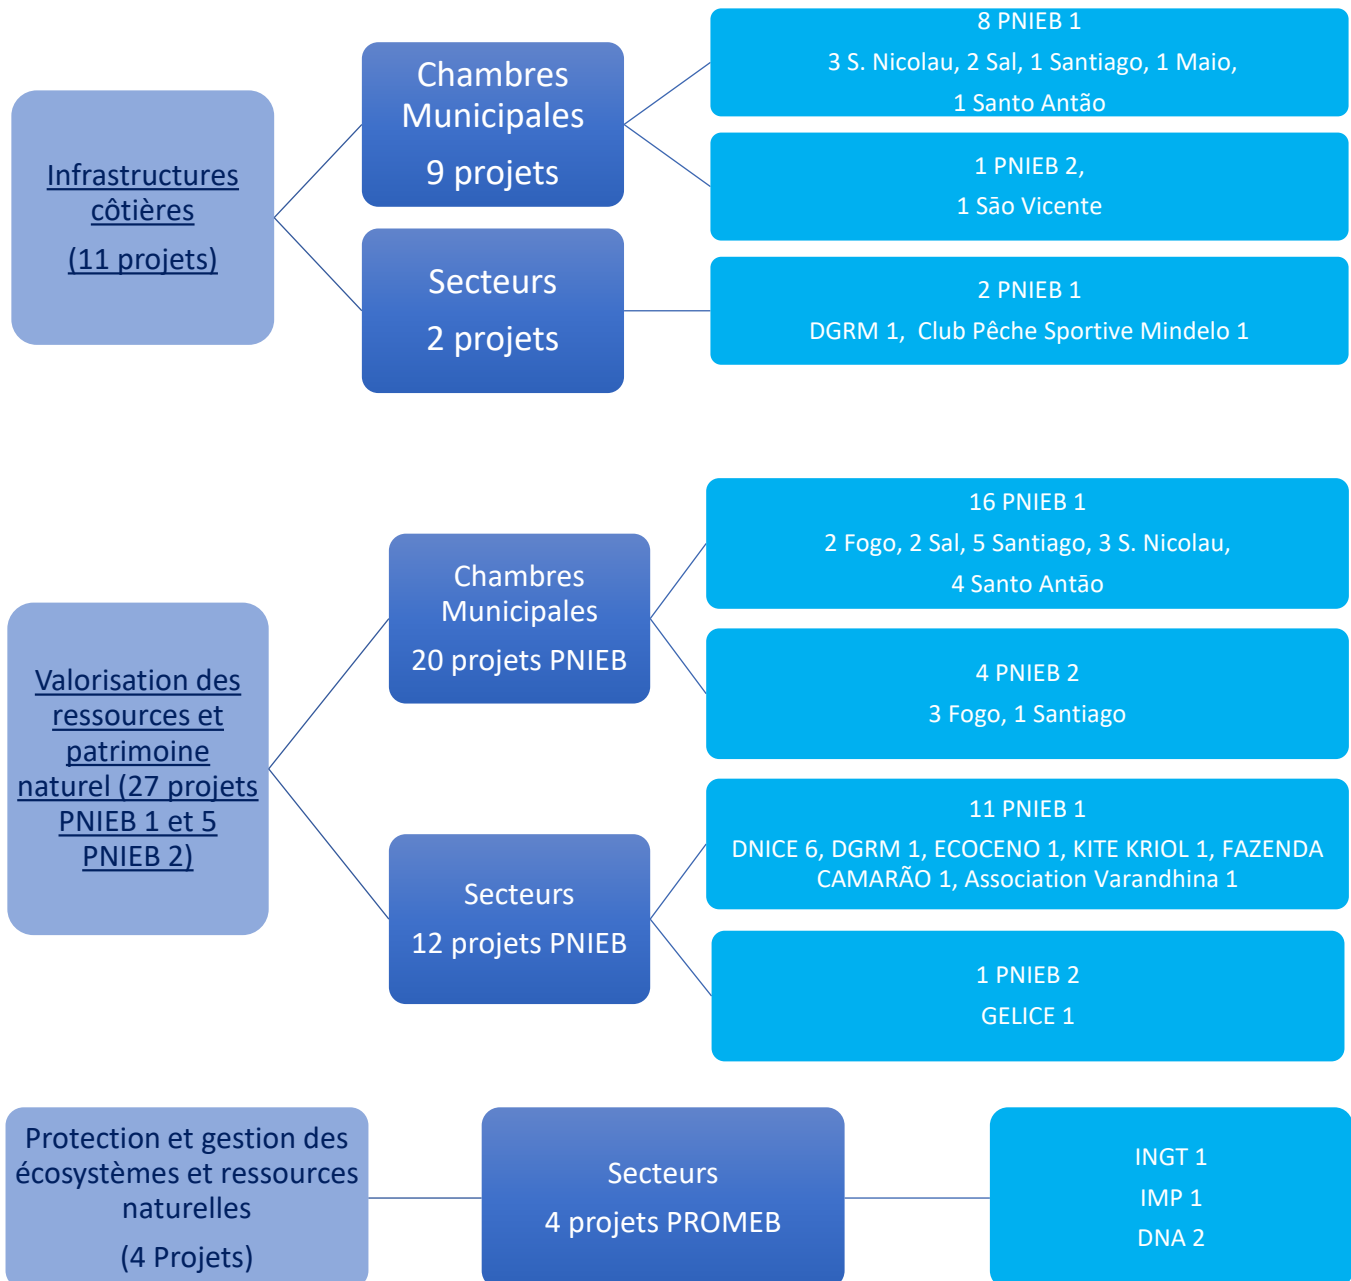 Infrastructures
côtières
(11 projets)
Chambres
Municipales
9 projets
8 PNIEB 1
3 S. Nicolau, 2 Sal, 1 Santiago, 1 Maio,
1 Santo Antão
1 PNIEB 2,
1 São Vicente
Secteurs
2 projets
2 PNIEB 1
DGRM 1,  Club Pêche Sportive Mindelo 1
Valorisation des
ressources et
patrimoine
naturel (27 projets
PNIEB 1 et 5
PNIEB 2)
Chambres
Municipales
20 projets PNIEB
16 PNIEB 1
2 Fogo, 2 Sal, 5 Santiago, 3 S. Nicolau,
4 Santo Antão
4 PNIEB 2
3 Fogo, 1 Santiago
Secteurs
12 projets PNIEB
11 PNIEB 1
DNICE 6, DGRM 1, ECOCENO 1, KITE KRIOL 1, FAZENDA
CAMARÃO 1, Association Varandhina 1
1 PNIEB 2
GELICE 1
Protection et gestion des
écosystèmes et ressources
naturelles
(4 Projets)
Secteurs
4 projets PROMEB
INGT 1
IMP 1
DNA 2